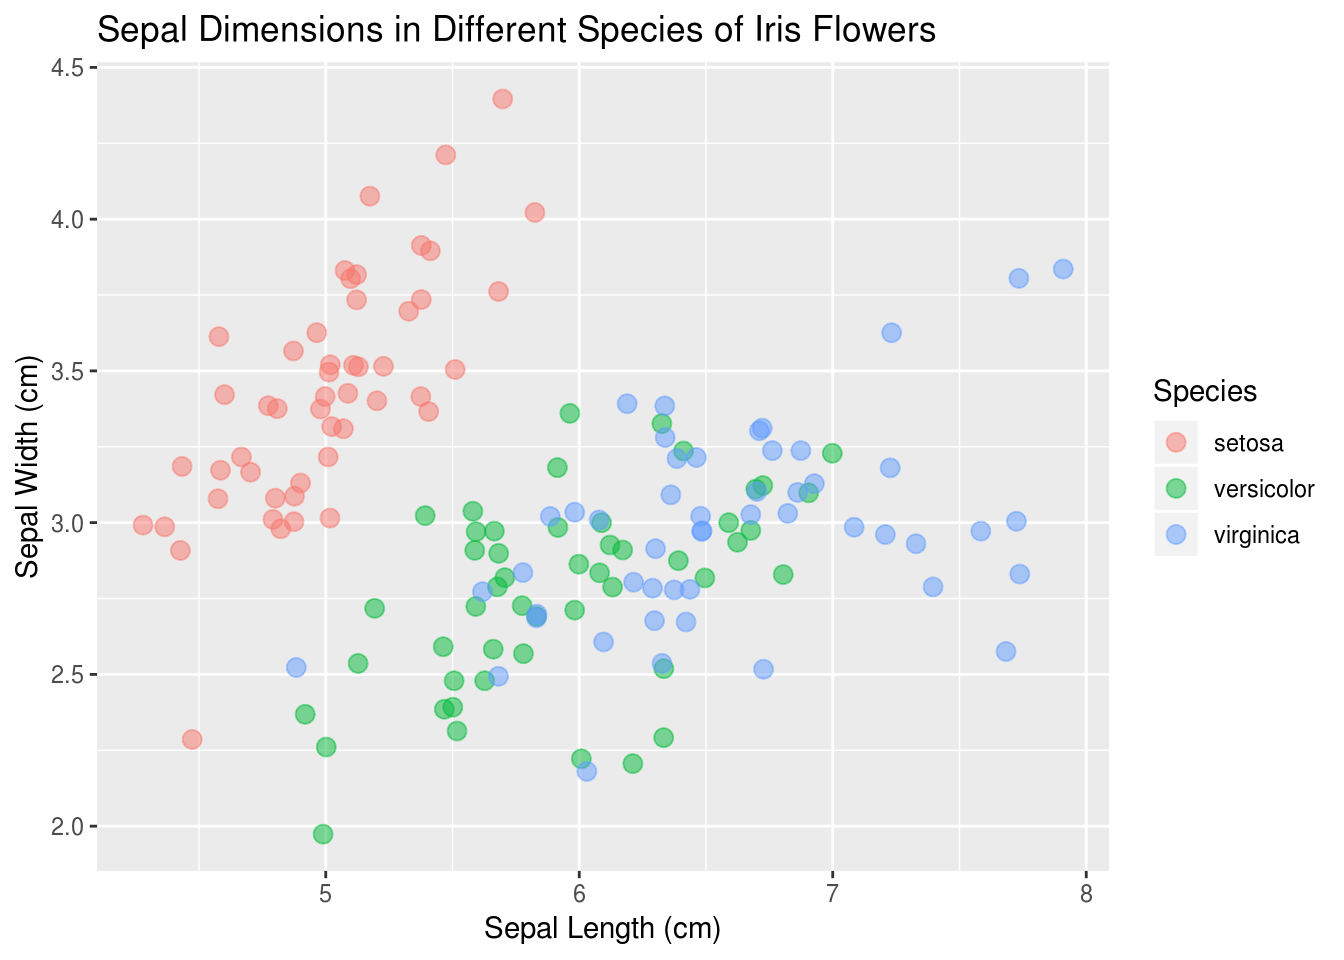 Sepal Dimensions in Different Species of Iris Flowers
4.5
4.0
3.5
3.0
2.5
2.0
Sepal Width (cm)
5 6 7 8
Sepal Length (cm)
Species
setosa
versicolor
virginica